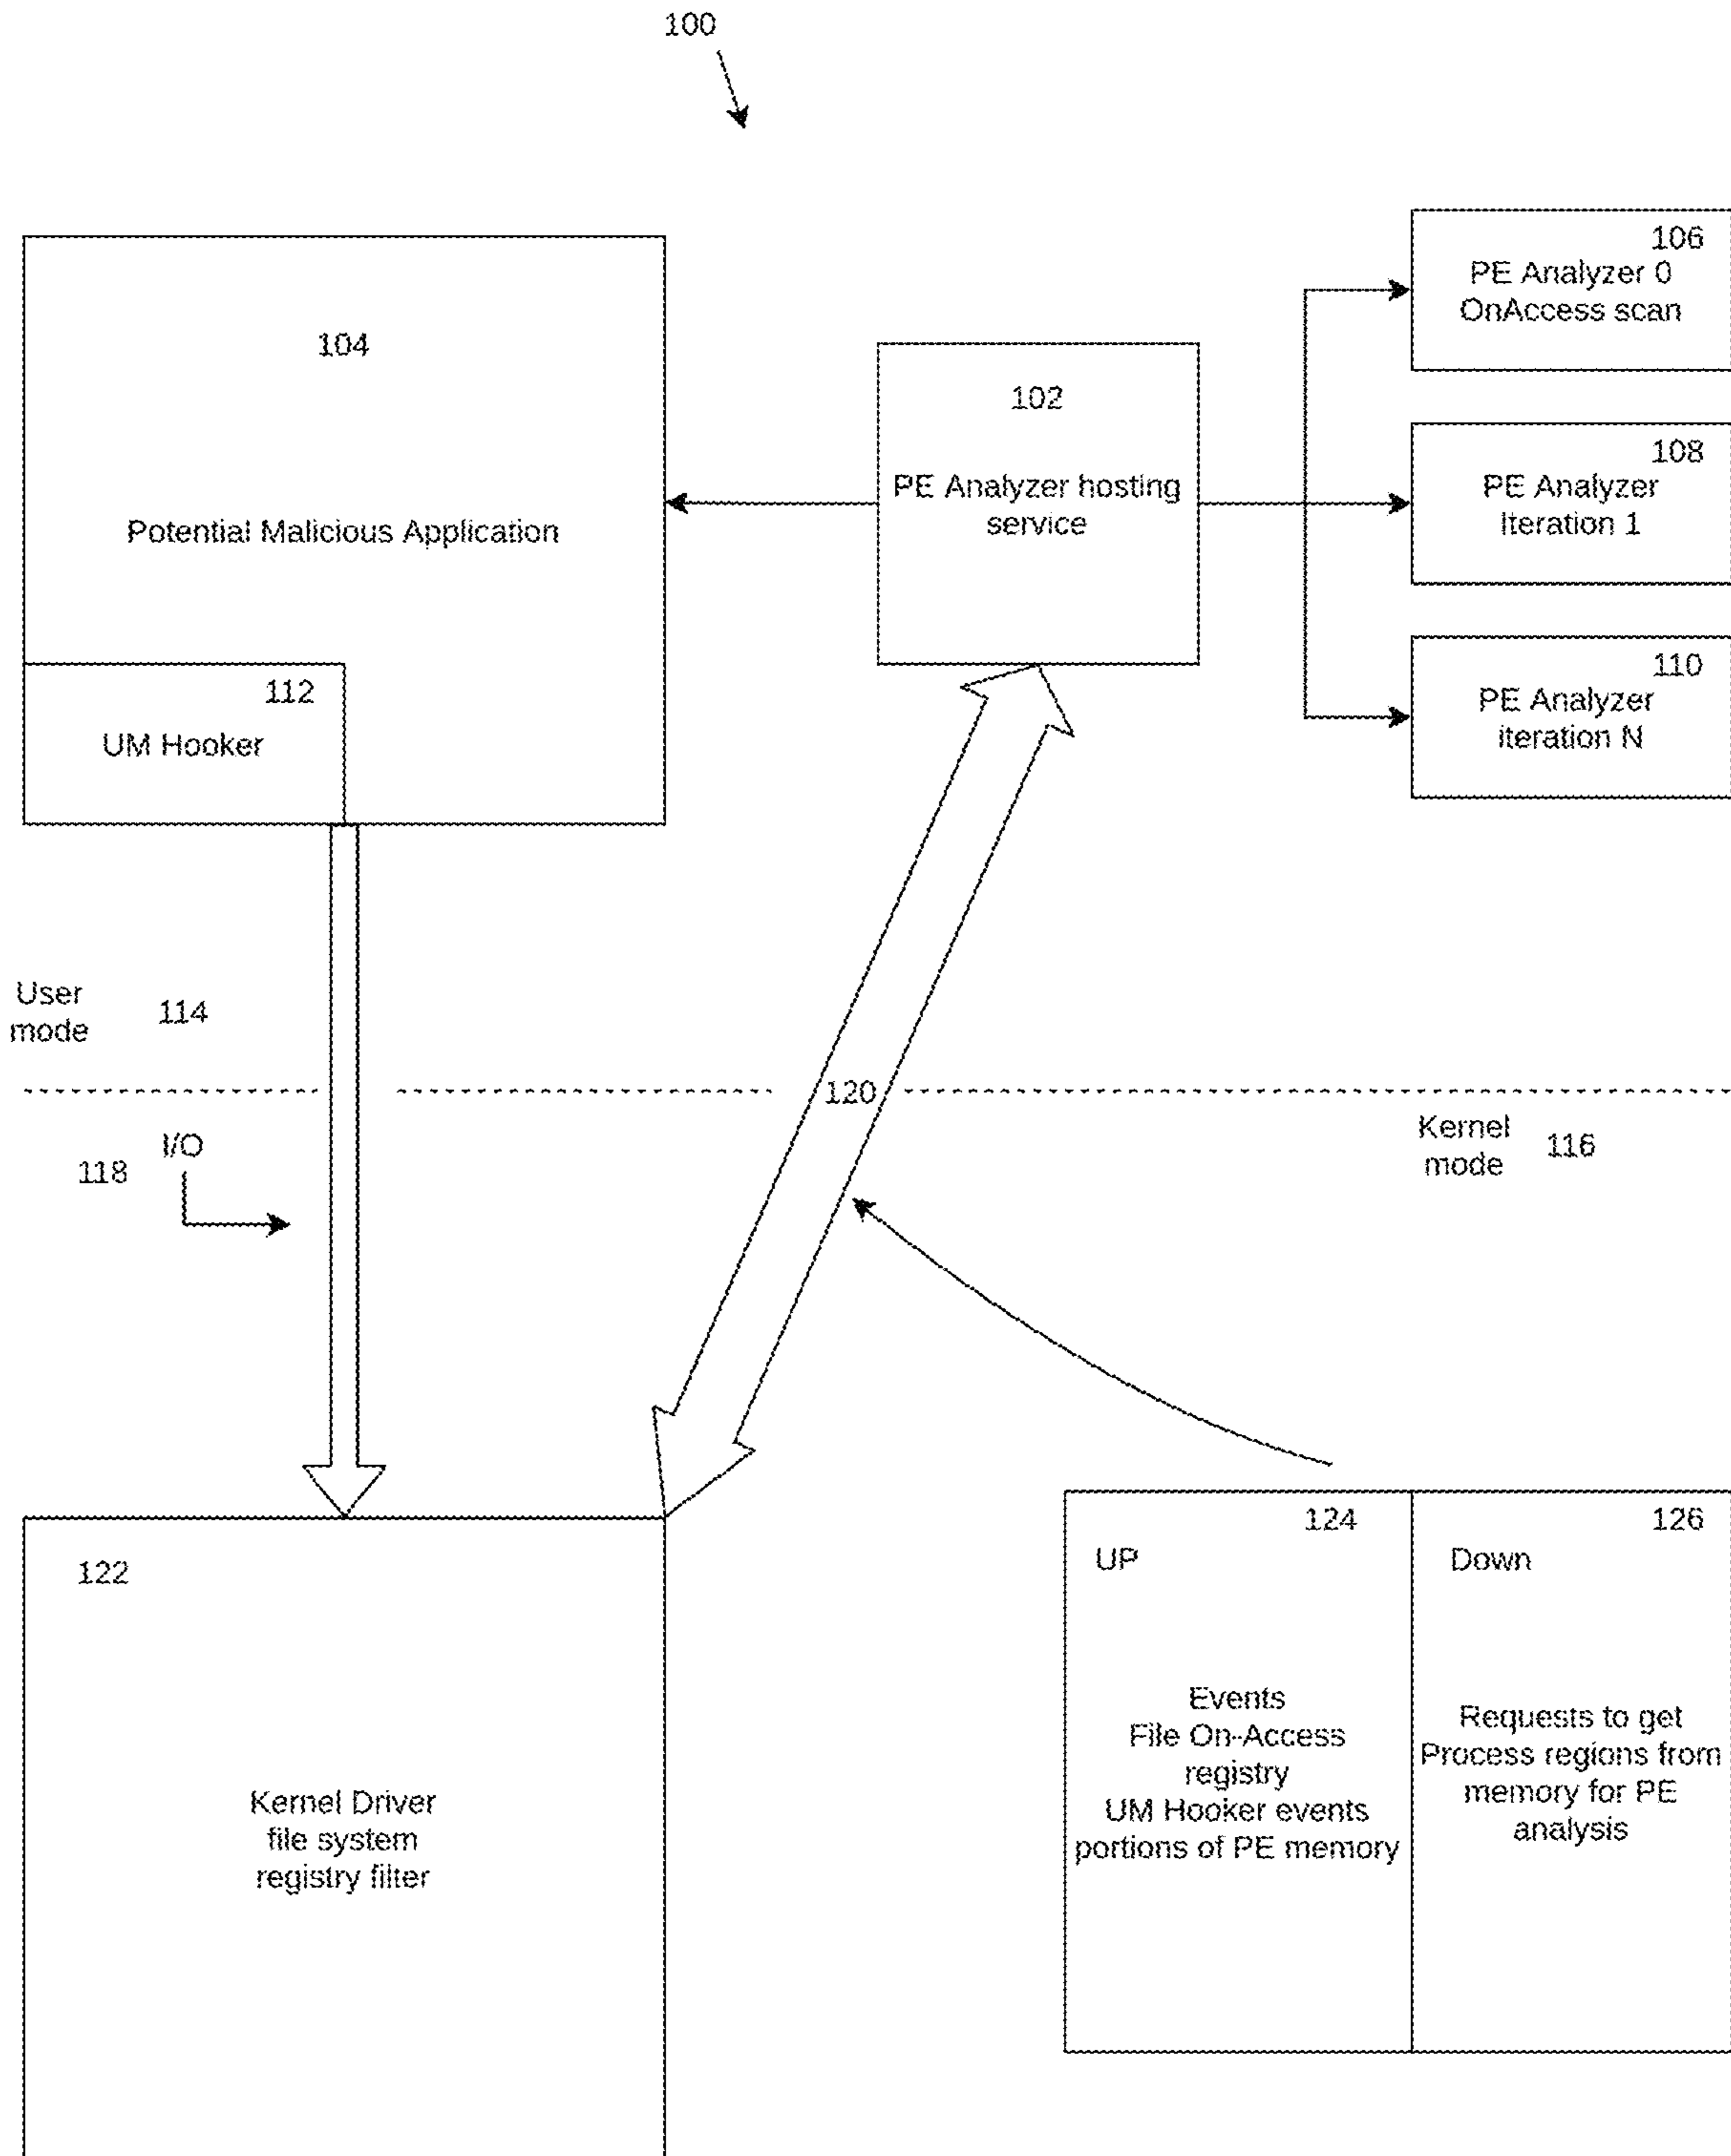 100
106
PE Analyzer 0
OnAccess scan
104
102
PE Analyzer hosting
service
108
PE Analyzer
Iteration 1
Potential Malicious Application
110
PE Analyzer
iteration N
112
UM Hooker
User
mode
114
120
Kernel
mode
116
I/O
118
124
126
UP
Down
122
Events
File On-Access
registry
UM Hooker events
portions of PE memory
Requests to get
Process regions from
memory for PE
analysis
Kernel Driver
file system
registry filter